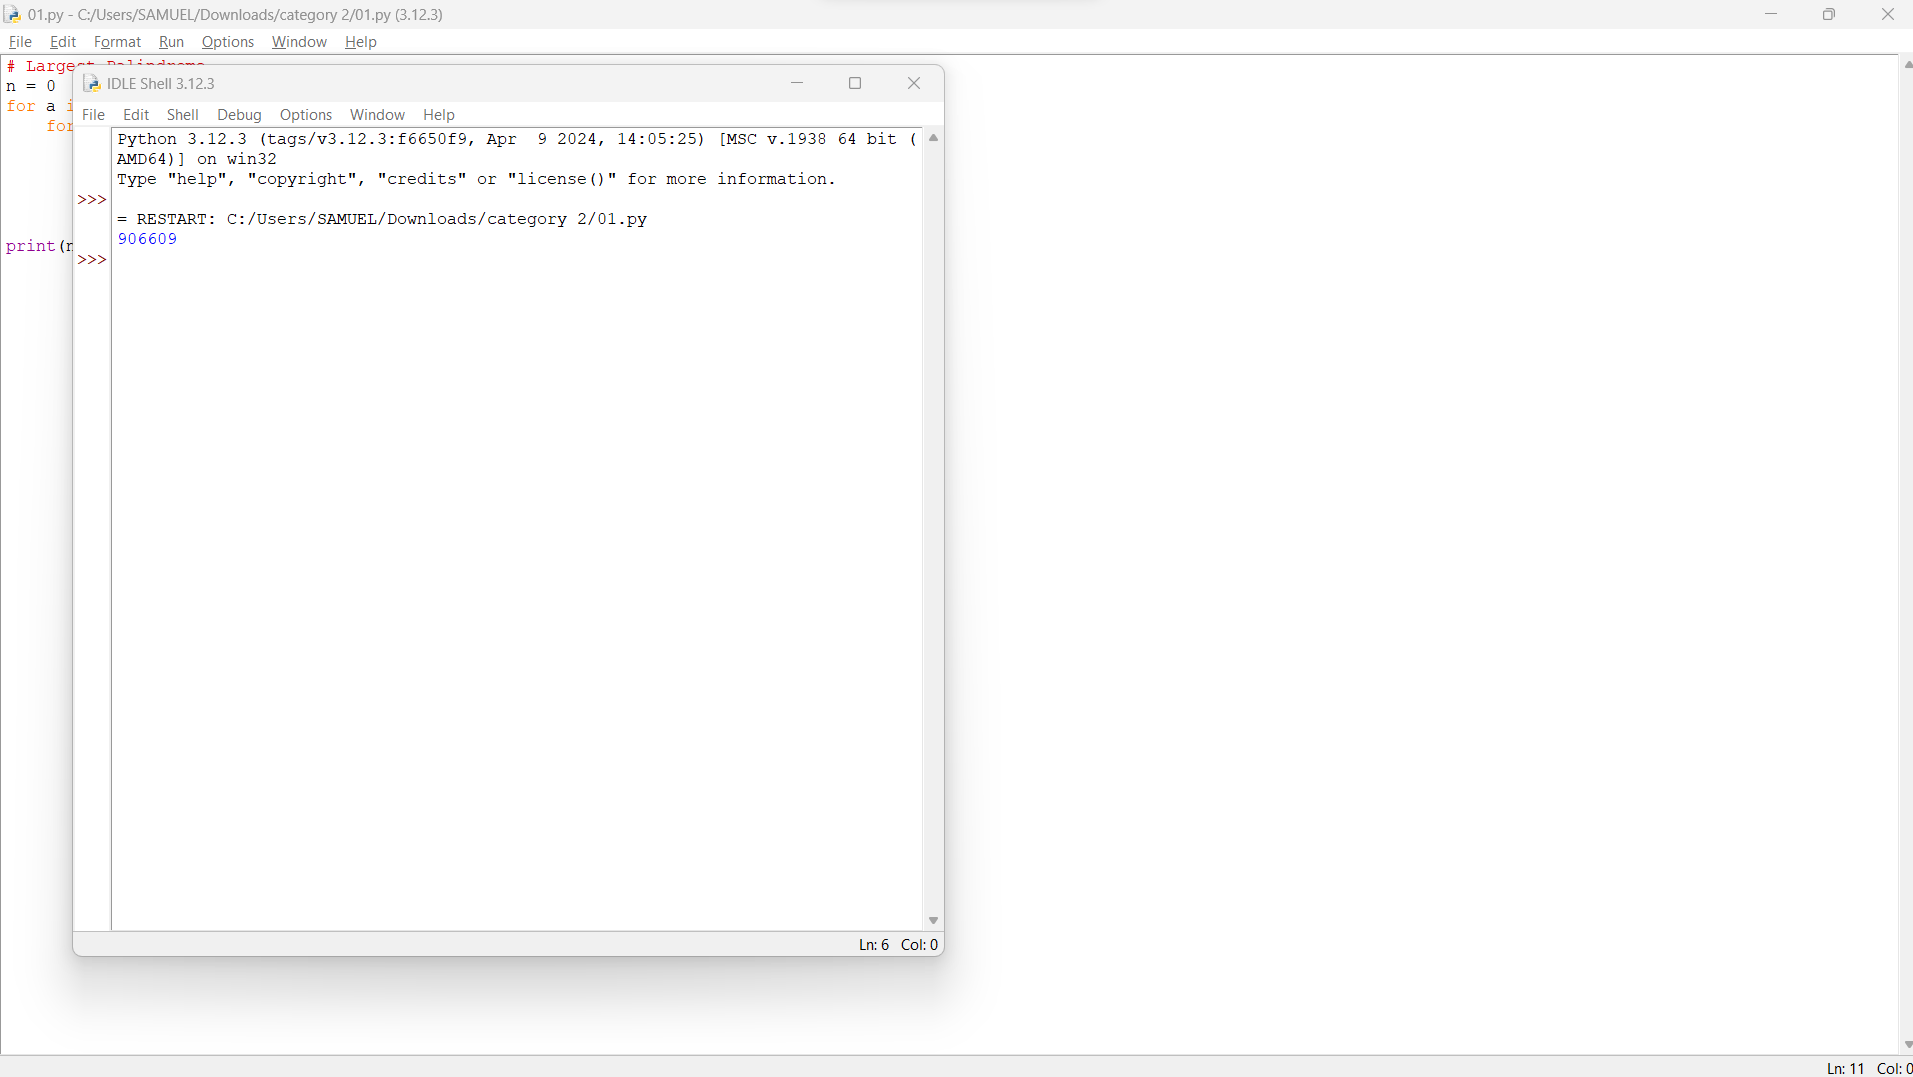 01.py - C:/Users/SAMUEL/Downloads/category 2/01.py (3.12.3)
File Edit Format Run Options Window Help
# Largest Palindrome
n = 0
for a i
for
print(n
IDLE Shell 3.12.3
File Edit Shell Debug Options Window Help
Python 3.12.3 (tags/v3.12.3:f6650f9, Apr  9 2024, 14:05:25) [MSC v.1938 64 bit (
AMD64)] on win32
Type "help", "copyright", "credits" or "license()" for more information.
>>>
= RESTART: C:/Users/SAMUEL/Downloads/category 2/01.py
906609
>>>
Ln: 6 Col: 0
Ln: 11 Col: 0